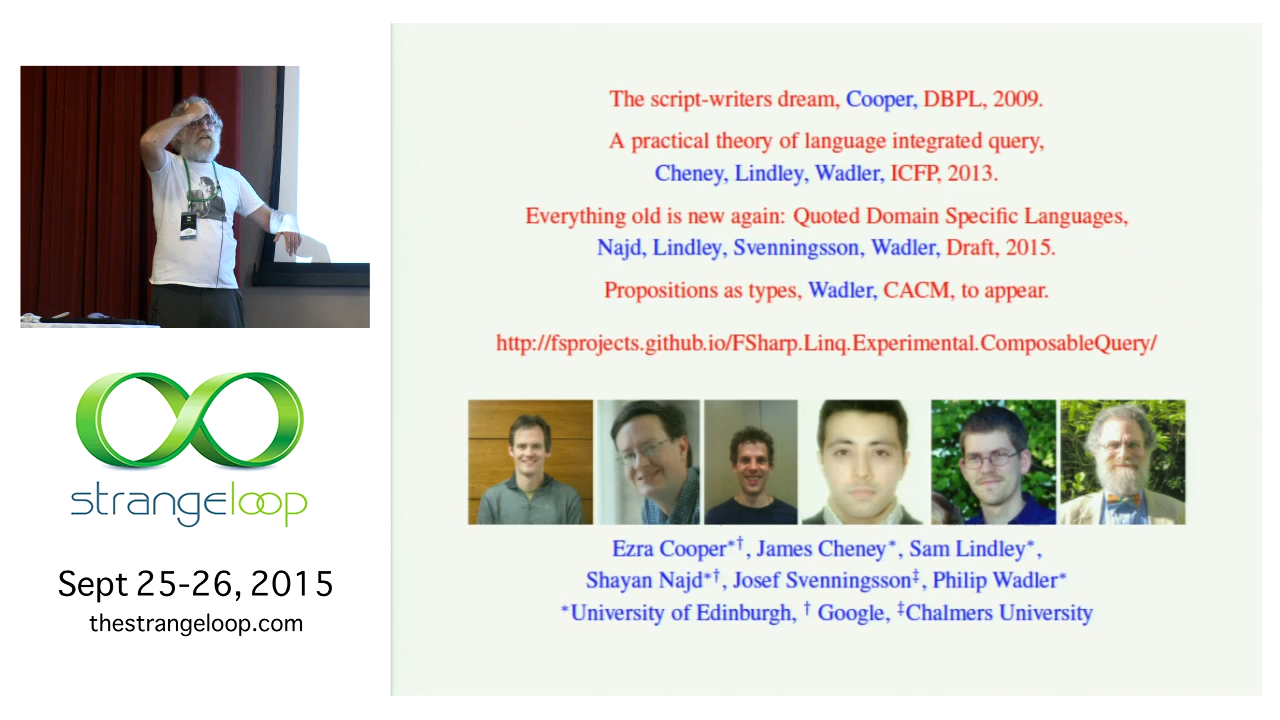 The script-writers dream, Cooper, DBPL, 2009.
A practical theory of language integrated query,
Cheney, Lindley, Wadler, ICFP, 2013.
Everything old is new again: Quoted Domain Specific Languages,
Najd, Lindley, Svenningsson, Wadler, Draft, 2015.
Propositions as types, Wadler, CACM, to appear.
http://fsprojects.github.io/FSharp.Linq.Experimental.ComposableQuery/
Ezra Cooper*†, James Cheney*, Sam Lindley*,
Shayan Najd*†, Josef Svenningsson‡, Philip Wadler*
*University of Edinburgh, † Google, ‡Chalmers University
strangeloop
Sept 25-26, 2015
thestrangeloop.com